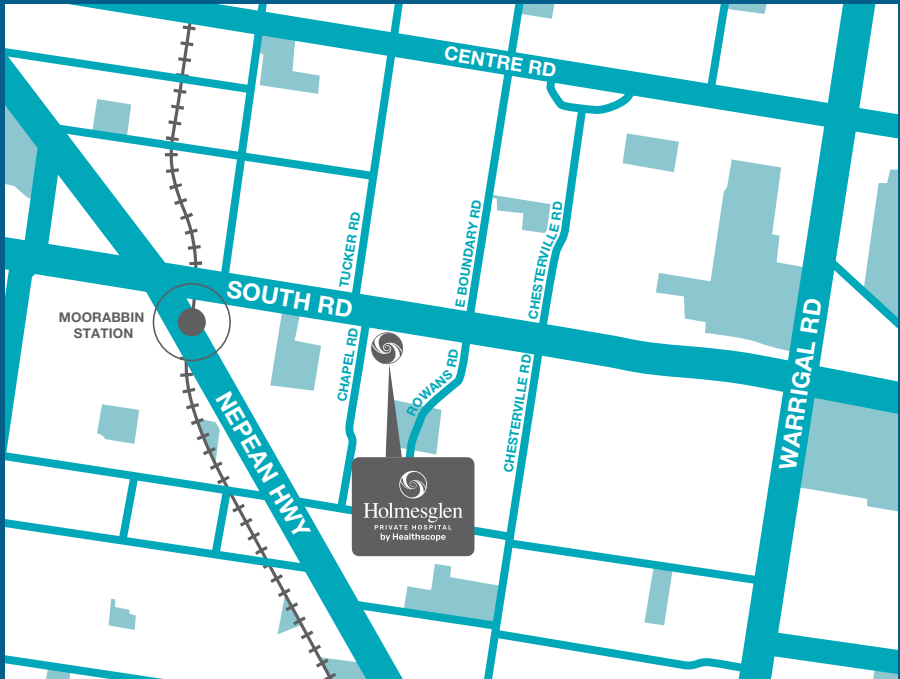 CENTRE RD
TUCKER RD
E BOUNDARY RD
CHESTERVILLE RD
SOUTH RD
MOORABBIN
STATION
CHAPEL RD
ROWANS RD
CHESTERVILLE RD
WARRIGAL RD
NEPEAN HWY
Holmesglen
PRIVATE HOSPITAL
by Healthscope